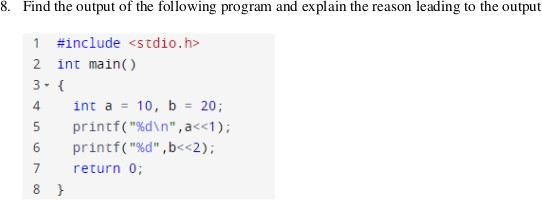 8. Find the output of the following program and explain the reason leading to the output
1 #include <stdio.h>
2 int main()
3 {
4 int a = 10, b = 20;
5 printf("%d\n",a<<1);
6 printf("%d",b<<2);
7 return 0;
8 }